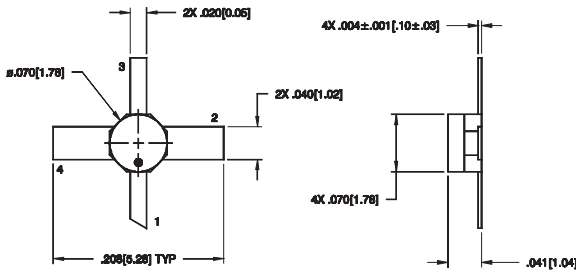 2X .020[0.05]
4X .004±.001[.10±.03]
3
ø.070[1.78]
2X .040[1.02]
2
4
4X .070[1.78]
1
.208[5.28] TYP
.041[1.04]